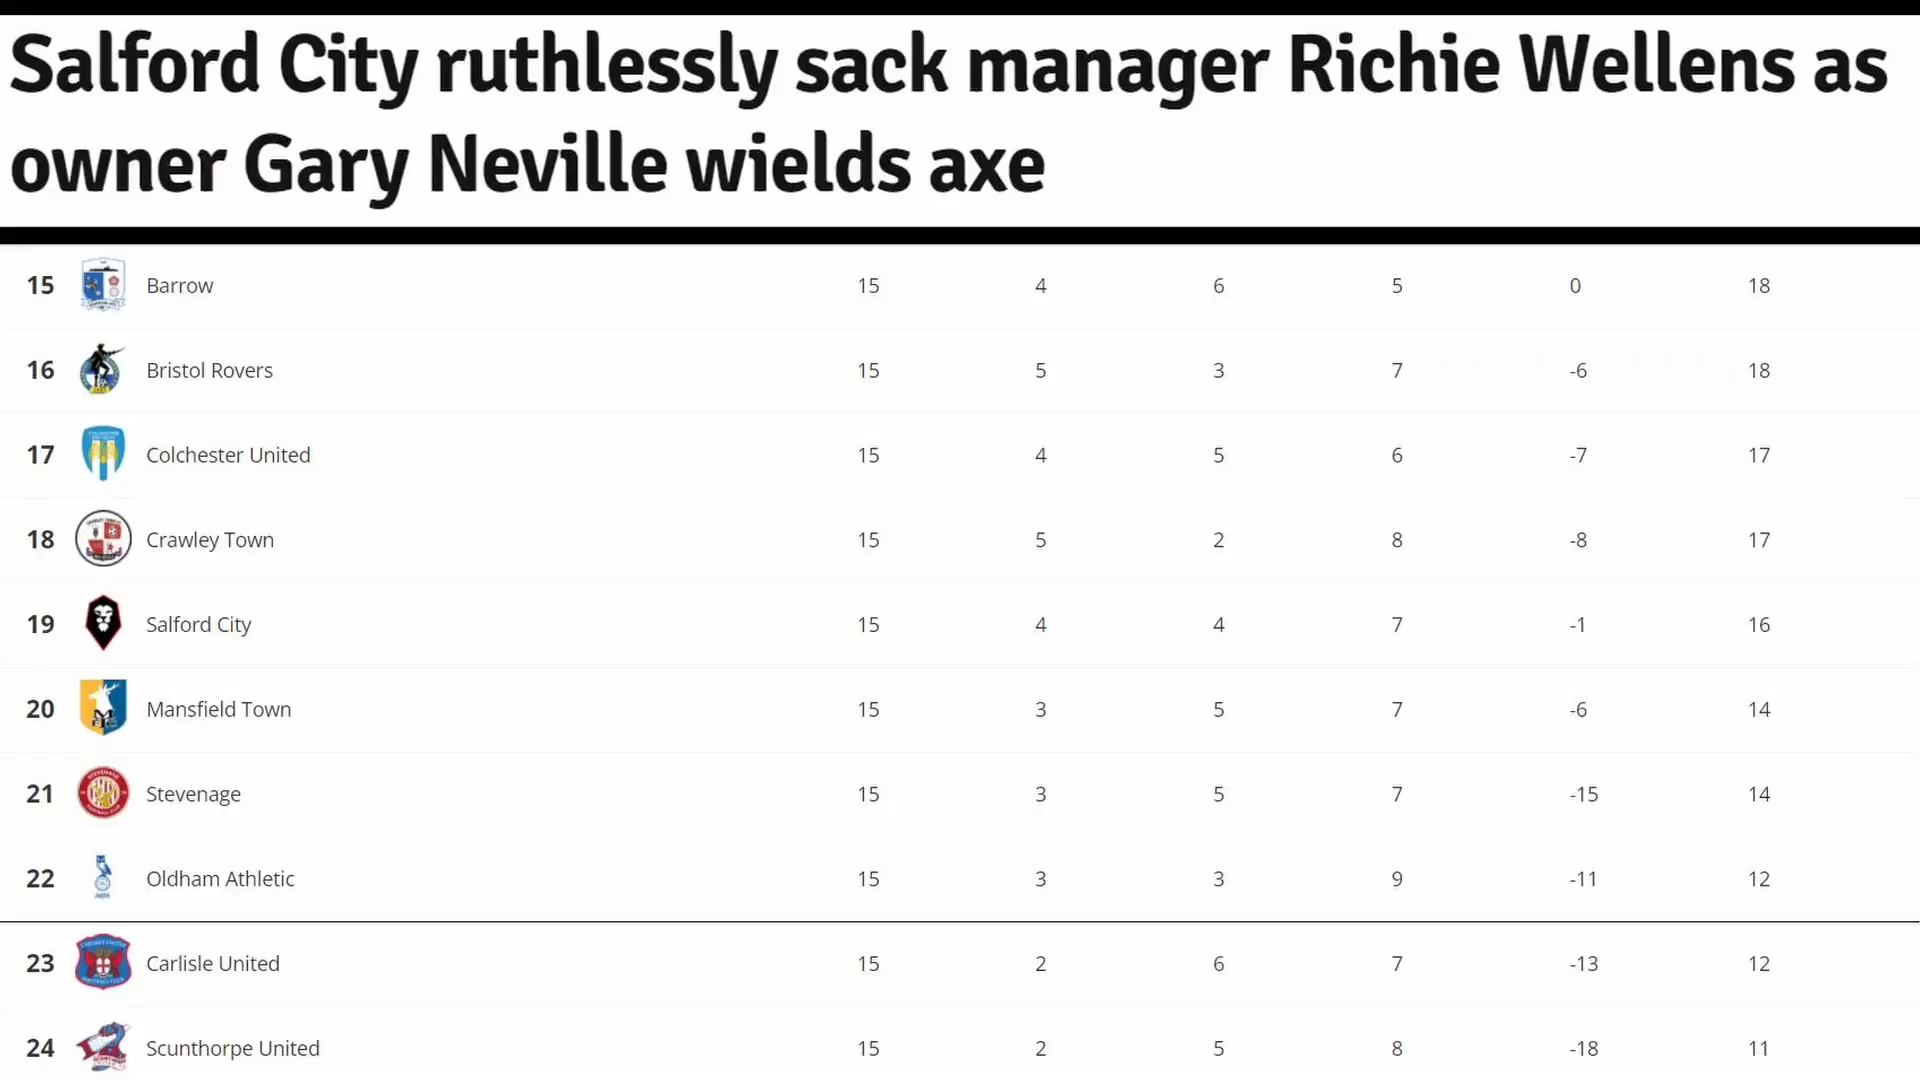 Salford City ruthlessly sack manager Richie Wellens as
owner Gary Neville wields axe
15 Barrow 15 4 6 5 0 18
16 Bristol Rovers 15 5 3 7 -6 18
17 Colchester United 15 4 5 6 -7 17
18 Crawley Town 15 5 2 8 -8 17
19 Salford City 15 4 4 7 -1 16
20 Mansfield Town 15 3 5 7 -6 14
21 Stevenage 15 3 5 7 -15 14
22 Oldham Athletic 15 3 3 9 -11 12
23 Carlisle United 15 2 6 7 -13 12
24 Scunthorpe United 15 2 5 8 -18 11